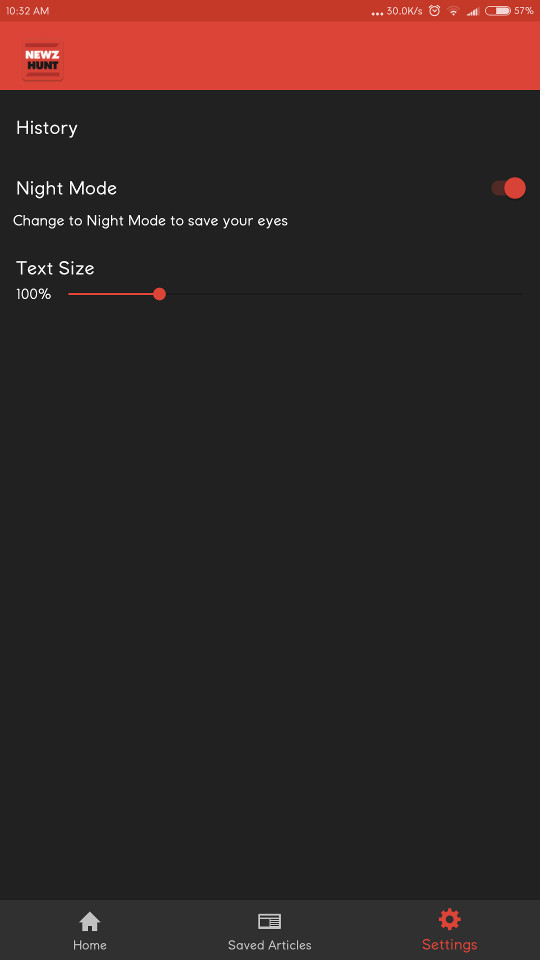 10:32 AM
... 30.0K/s 57%
NEWZ
HUNT
History
Night Mode
Change to Night Mode to save your eyes
Text Size
100%
Home
Saved Articles
Settings